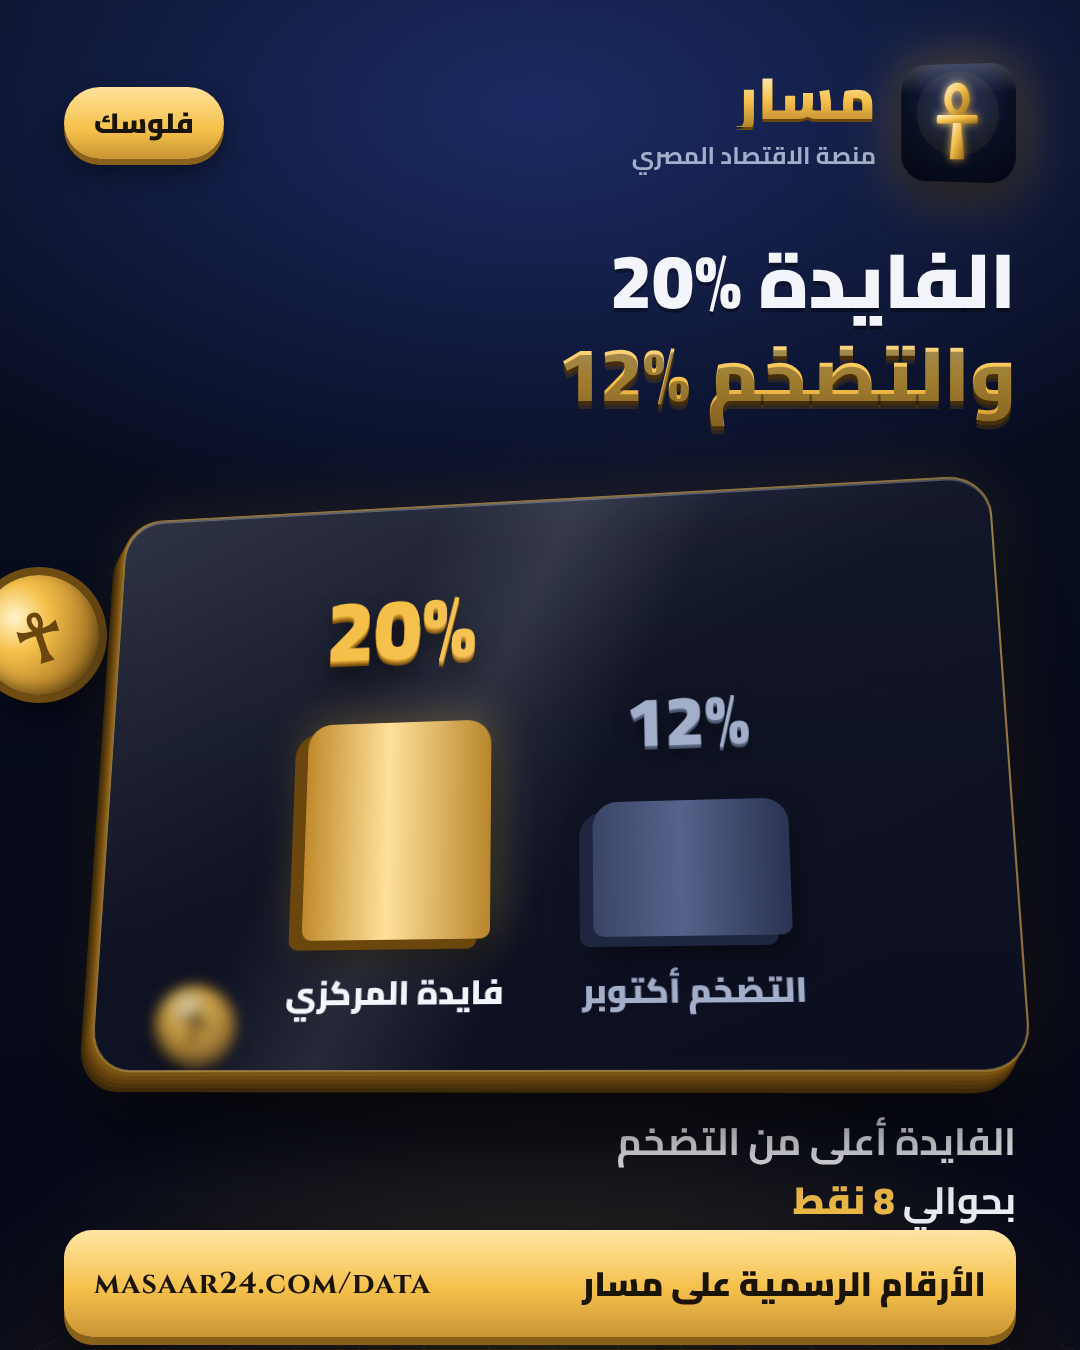 مسار
منصة الاقتصاد المصري
فلوسك
الفايدة 20%
والتضخم 12%
20%
12%
فايدة المركزي
التضخم أكتوبر
الفايدة أعلى من التضخم
بحوالي 8 نقط
الأرقام الرسمية على مسار
MASAAR24.COM/DATA